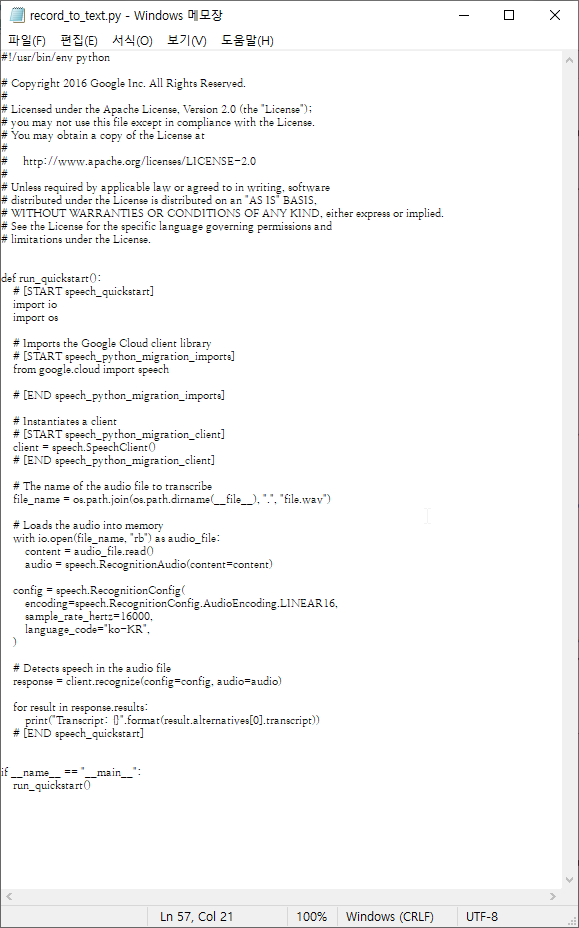 record_to_text.py - Windows 메모장
파일(F) 편집(E) 서식(O) 보기(V) 도움말(H)
#!/usr/bin/env python

# Copyright 2016 Google Inc. All Rights Reserved.
#
# Licensed under the Apache License, Version 2.0 (the "License");
# you may not use this file except in compliance with the License.
# You may obtain a copy of the License at
#
#     http://www.apache.org/licenses/LICENSE-2.0
#
# Unless required by applicable law or agreed to in writing, software
# distributed under the License is distributed on an "AS IS" BASIS,
# WITHOUT WARRANTIES OR CONDITIONS OF ANY KIND, either express or implied.
# See the License for the specific language governing permissions and
# limitations under the License.


def run_quickstart():
    # [START speech_quickstart]
    import io
    import os

    # Imports the Google Cloud client library
    # [START speech_python_migration_imports]
    from google.cloud import speech

    # [END speech_python_migration_imports]

    # Instantiates a client
    # [START speech_python_migration_client]
    client = speech.SpeechClient()
    # [END speech_python_migration_client]

    # The name of the audio file to transcribe
    file_name = os.path.join(os.path.dirname(__file__), ".", "file.wav")

    # Loads the audio into memory
    with io.open(file_name, "rb") as audio_file:
        content = audio_file.read()
        audio = speech.RecognitionAudio(content=content)

    config = speech.RecognitionConfig(
        encoding=speech.RecognitionConfig.AudioEncoding.LINEAR16,
        sample_rate_hertz=16000,
        language_code="ko-KR",
    )

    # Detects speech in the audio file
    response = client.recognize(config=config, audio=audio)

    for result in response.results:
        print("Transcript: {}".format(result.alternatives[0].transcript))
    # [END speech_quickstart]


if __name__ == "__main__":
    run_quickstart()
Ln 57, Col 21 100% Windows (CRLF) UTF-8